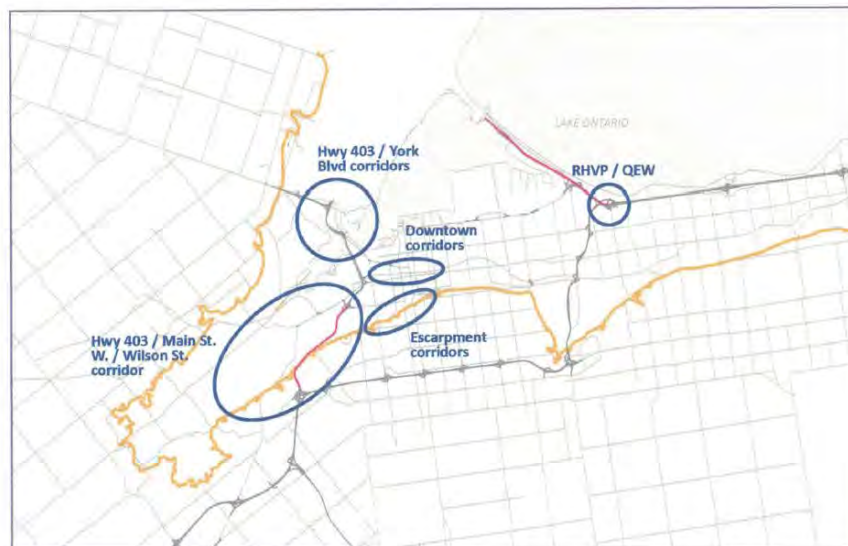 LAKE ONTARIO
Hwy 403 / York
Blvd corridors
RHVP / QEW
Downtown
corridors
Hwy 403 / Main St.
W. / Wilson St.
corridor
Escarpment
corridors